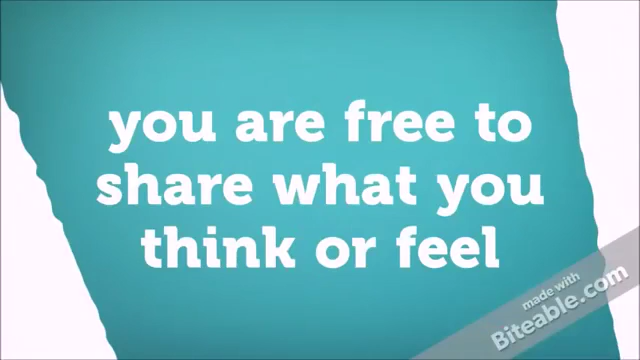 you are free to
share what you
think or feel
made with
Biteable.com